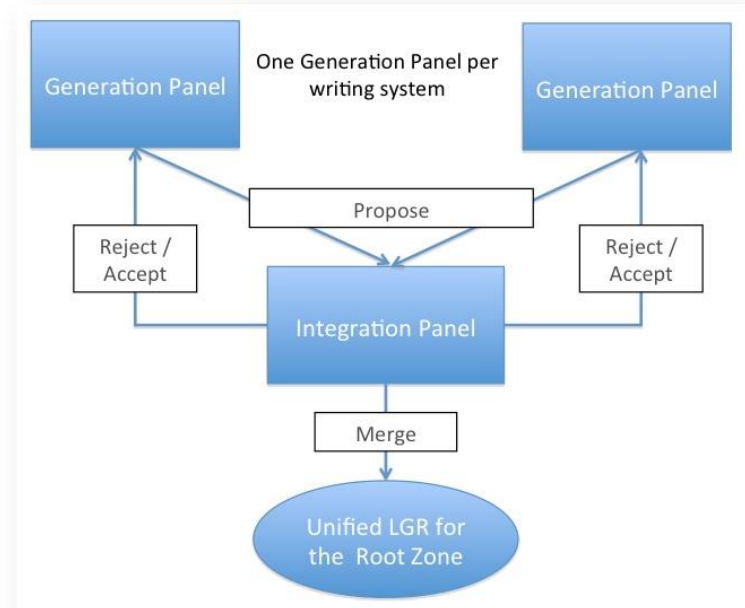 Generation Panel
One Generation Panel per
writing system
Generation Panel
Propose
Reject /
Accept
Reject /
Accept
Integration Panel
Merge
Unified LGR for
the Root Zone